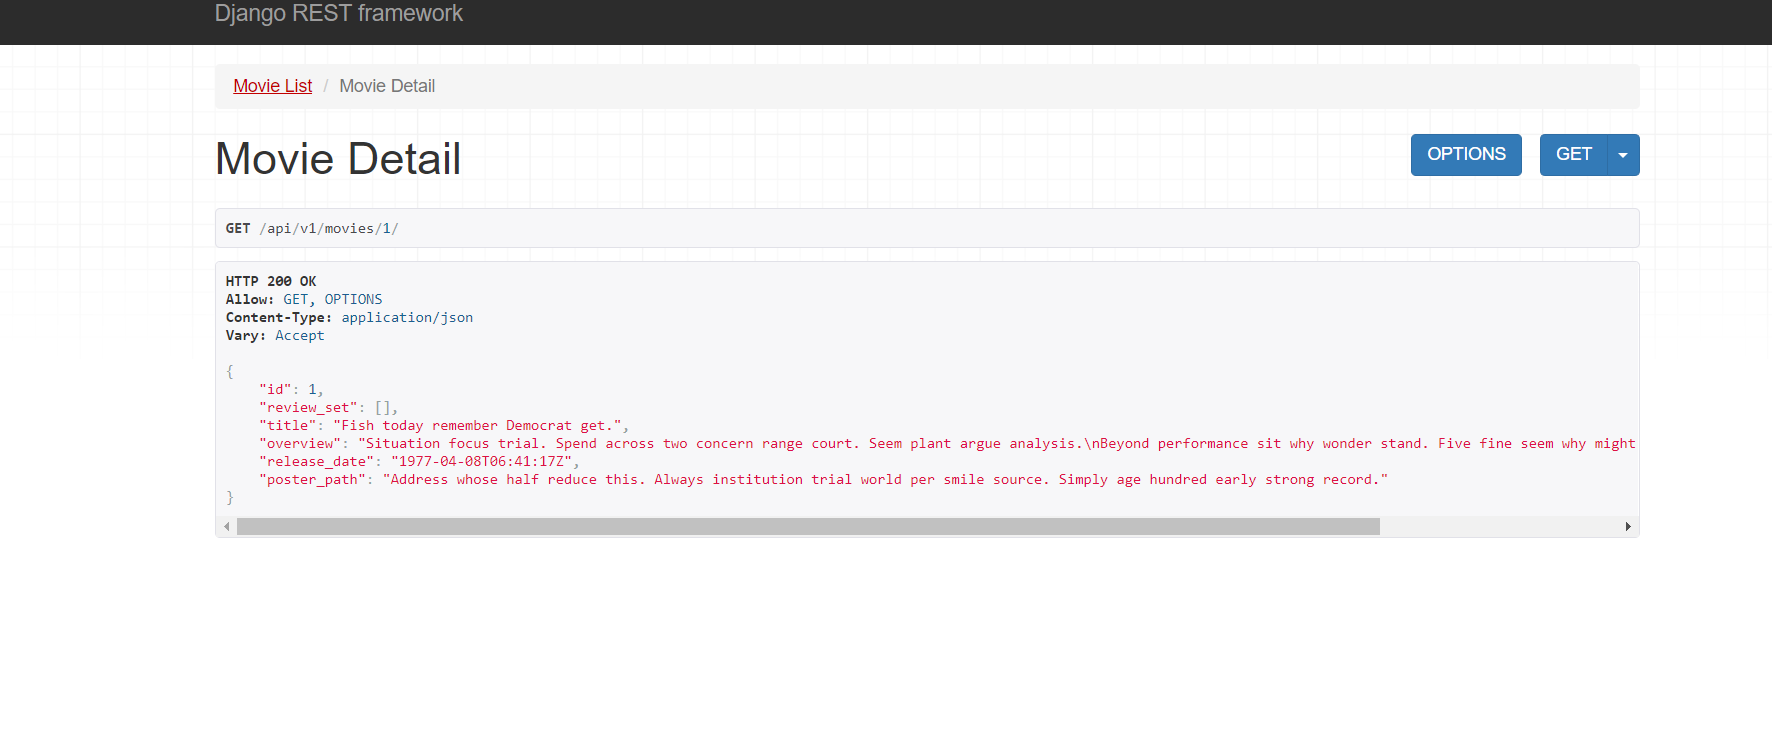 Django REST framework
Movie List / Movie Detail
Movie Detail
OPTIONS
GET
GET /api/v1/movies/1/
HTTP 200 OK
Allow: GET, OPTIONS
Content-Type: application/json
Vary: Accept
{
    "id": 1,
    "review_set": [],
    "title": "Fish today remember Democrat get.",
    "overview": "Situation focus trial. Spend across two concern range court. Seem plant argue analysis.\nBeyond performance sit why wonder stand. Five fine seem why might
    "release_date": "1977-04-08T06:41:17Z",
    "poster_path": "Address whose half reduce this. Always institution trial world per smile source. Simply age hundred early strong record."
}